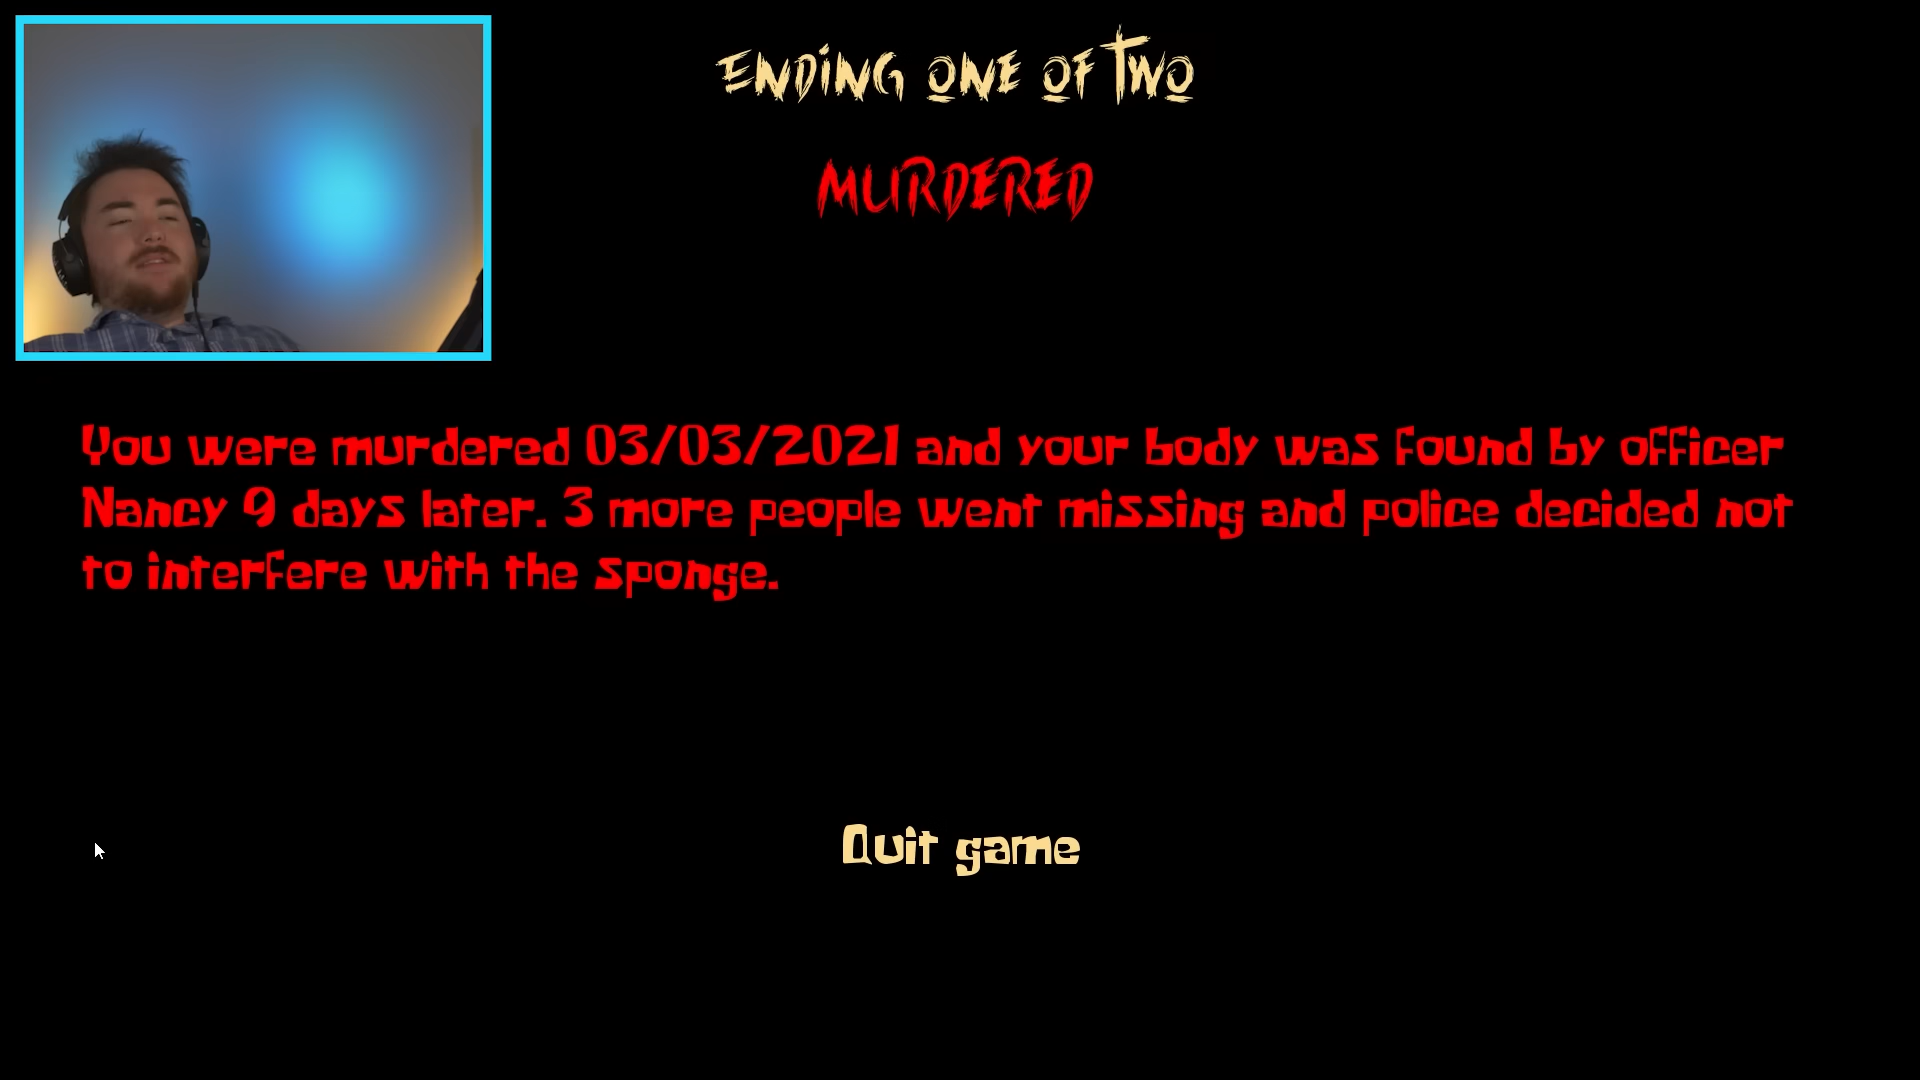 ENDING ONE OF TWO
MURDERED
You were murdered 03/03/2021 and your body was found by officer
Nancy 9 days later. 3 more people went missing and police decided not
to interfere with the sponge.
Quit game